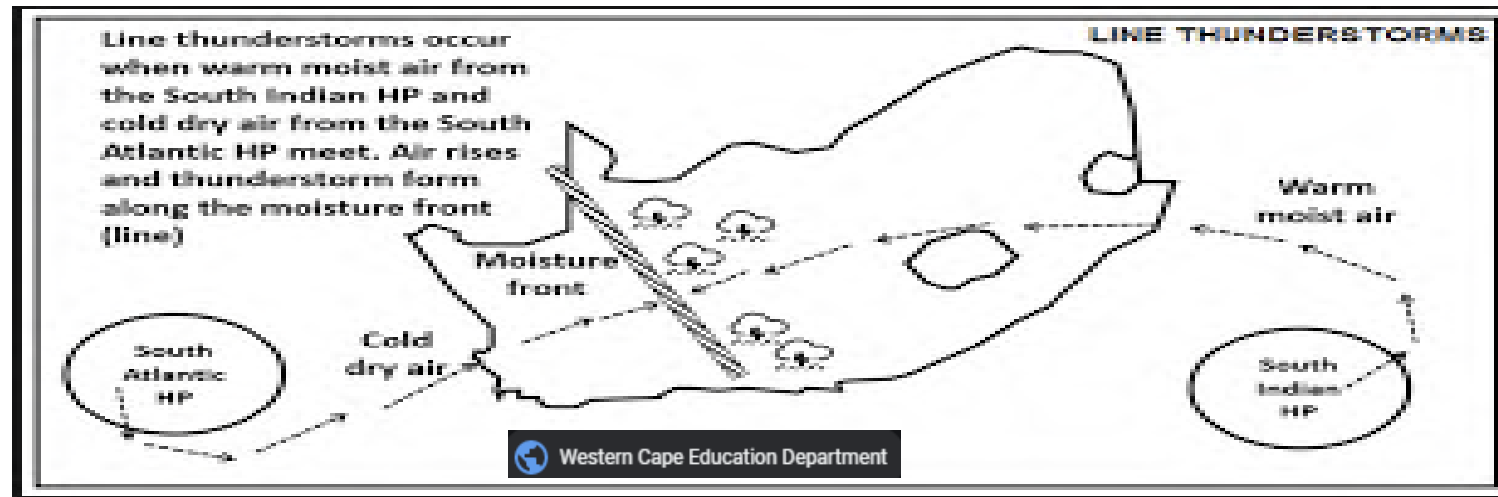 LINE THUNDERSTORMS
Line thunderstorms occur
when warm moist air from
the South Indian HP and
cold dry air from the South
Atlantic HP meet. Air rises
and thunderstorm form
along the moisture front
(line)
Warm
moist air
Moisture
front
Cold
dry air
South
Atlantic
HP
South
Indian
HP
Western Cape Education Department